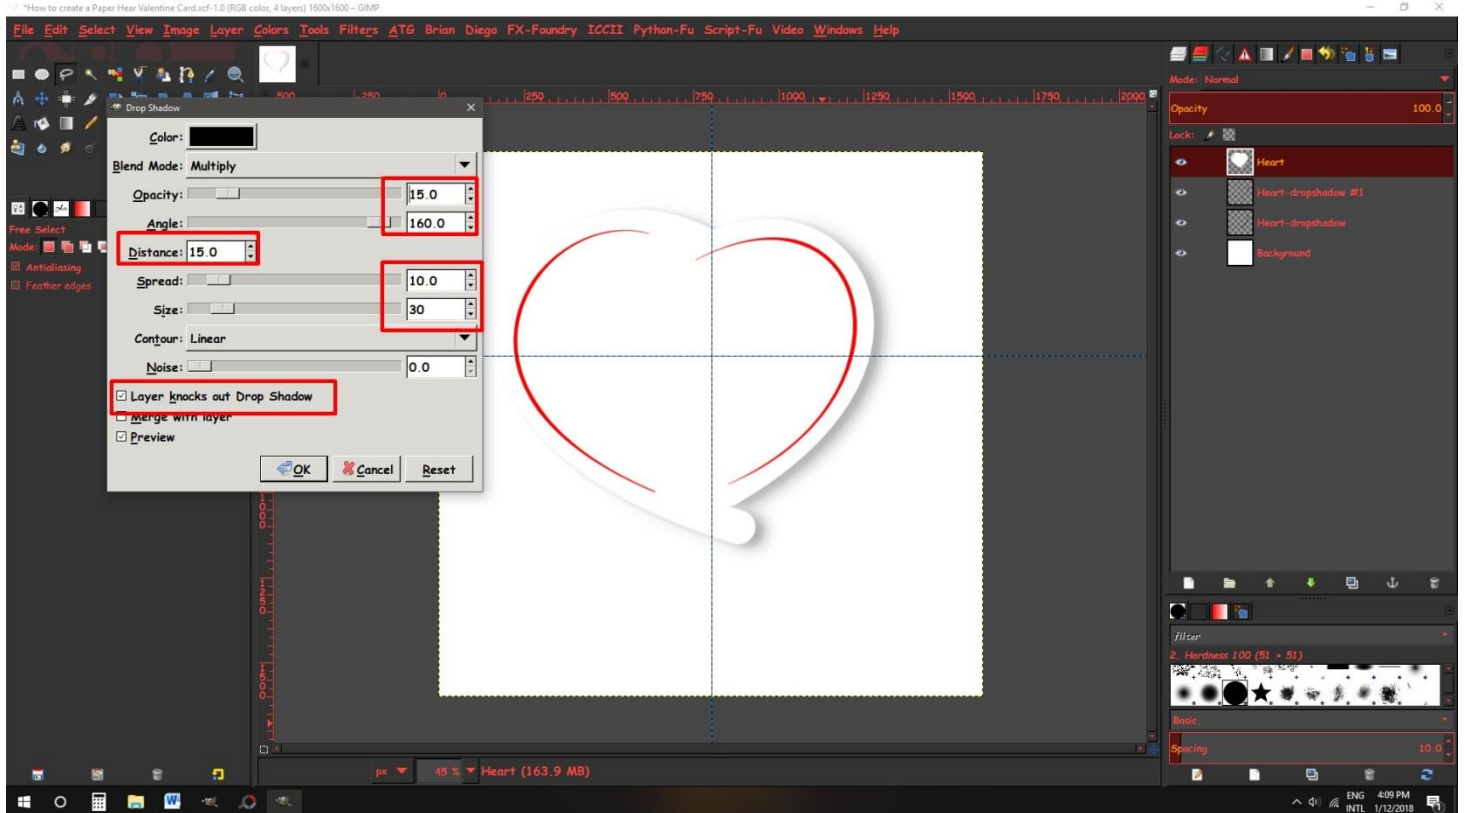 *How to create a Paper Hear Valentine Card.xcf-1.0 (RGB color, 4 layers) 1600x1600 – GIMP
File Edit Select View Image Layer Colors Tools Filters ATG Brian Diego FX-Foundry ICCII Python-Fu Script-Fu Video Windows Help
Mode: Normal
Opacity 100.0
Lock:
Heart
Heart-dropshadow #1
Heart-dropshadow
Background
-500 -250 0 250 500 750 1000 1250 1500 1750 2000
Drop Shadow
Color:
Blend Mode: Multiply
Opacity: 15.0
Angle: 160.0
Distance: 15.0
Spread: 10.0
Size: 30
Contour: Linear
Noise: 0.0
Layer knocks out Drop Shadow
Merge with layer
Preview
OK Cancel Reset
Free Select
Mode:
Antialiasing
Feather edges
1000
1250
1500
filter
2. Hardness 100 (51 × 51)
Basic,
Spacing 10.0
px 45 % Heart (163.9 MB)
ENG 4:09 PM
INTL 1/12/2018